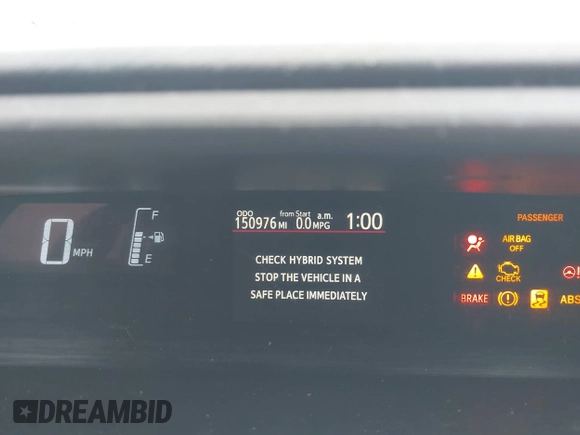 ODO
150976 MI
from Start
0.0 MPG
a.m.
1:00
0 MPH
F
E
CHECK HYBRID SYSTEM
STOP THE VEHICLE IN A
SAFE PLACE IMMEDIATELY
PASSENGER
AIR BAG
OFF
CHECK
BRAKE
ABS
DREAMBID